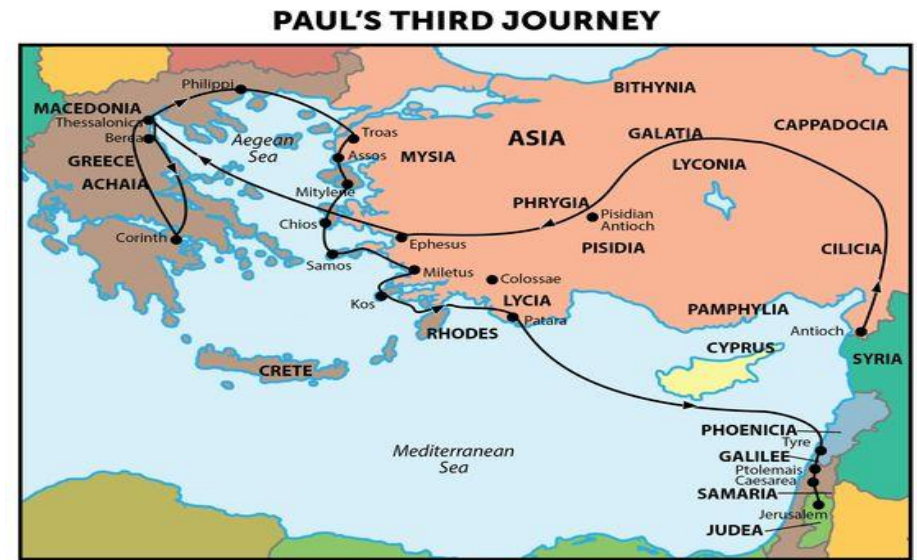 PAUL'S THIRD JOURNEY
Philippi
MACEDONIA
Thessalonica
Berea
GREECE
ACHAIA
Corinth
Aegean
Sea
Troas
Assos
Mitylene
Chios
Samos
Kos
MYSIA
ASIA
BITHYNIA
GALATIA
CAPPADOCIA
LYCONIA
PHRYGIA
Pisidian
Antioch
PISIDIA
CILICIA
Ephesus
Miletus
Colossae
LYCIA
Patara
RHODES
PAMPHYLIA
Antioch
CYPRUS
SYRIA
CRETE
Mediterranean
Sea
PHOENICIA
Tyre
GALILEE
Ptolemais
Caesarea
SAMARIA
Jerusalem
JUDEA